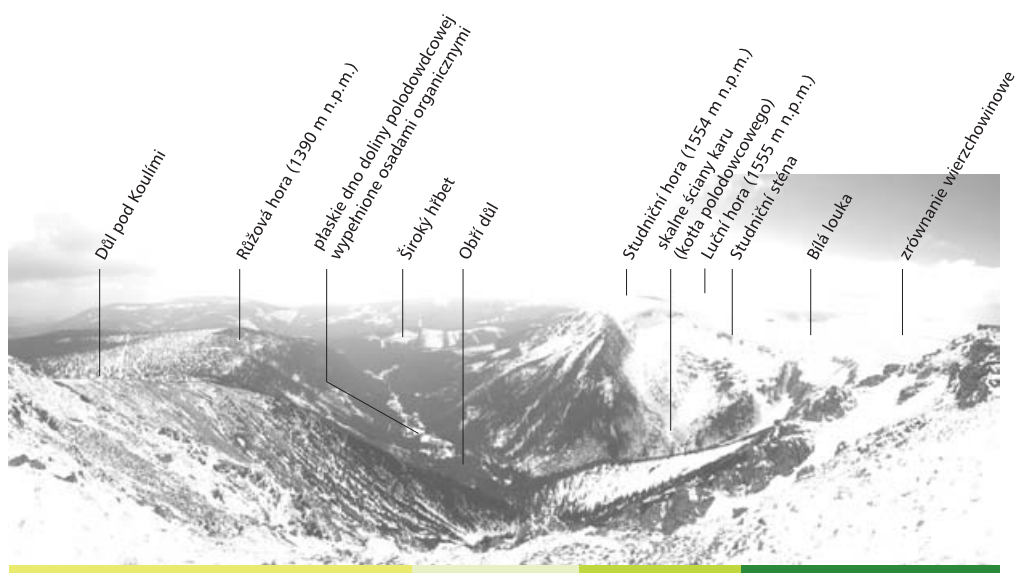 Důl pod Koulími
Růžová hora (1390 m n.p.m.)
płaskie dno doliny polodowdcowej
wypełnione osadami organicznymi
Široký hřbet
Obří důl
Studniční hora (1554 m n.p.m.)
skalne ściany karu
(kotła polodowcowego)
Luční hora (1555 m n.p.m.)
Studniční stěna
Bílá louka
zrównanie wierzchowinowe